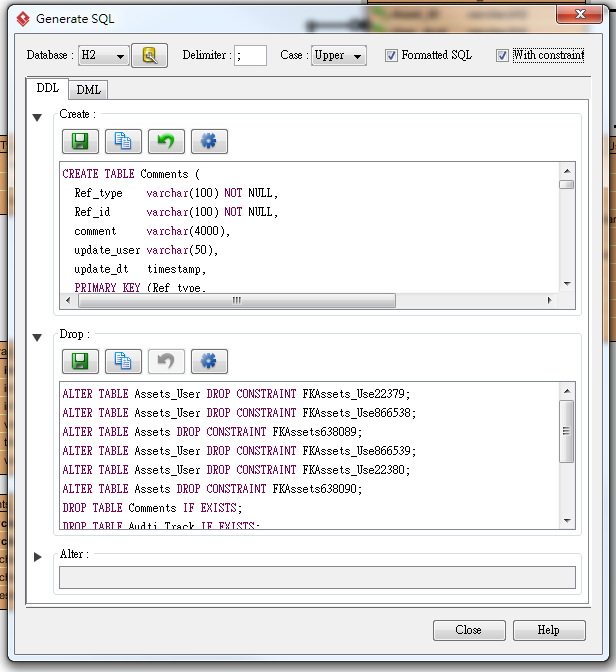 Generate SQL
Database : H2 Delimiter : ; Case : Upper Formatted SQL With constraint
DDL DML
Create :
CREATE TABLE Comments (
Ref_type varchar(100) NOT NULL,
Ref_id varchar(100) NOT NULL,
comment varchar(4000),
update_user varchar(50),
update_dt timestamp,
PRIMARY KEY (Ref_type,
Drop :
ALTER TABLE Assets_User DROP CONSTRAINT FKAssets_Use22379;
ALTER TABLE Assets_User DROP CONSTRAINT FKAssets_Use866538;
ALTER TABLE Assets DROP CONSTRAINT FKAssets638089;
ALTER TABLE Assets_User DROP CONSTRAINT FKAssets_Use866539;
ALTER TABLE Assets_User DROP CONSTRAINT FKAssets_Use22380;
ALTER TABLE Assets DROP CONSTRAINT FKAssets638090;
DROP TABLE Comments IF EXISTS;
DROP TABLE Audti_Track IF EXISTS;
Alter :
Close Help